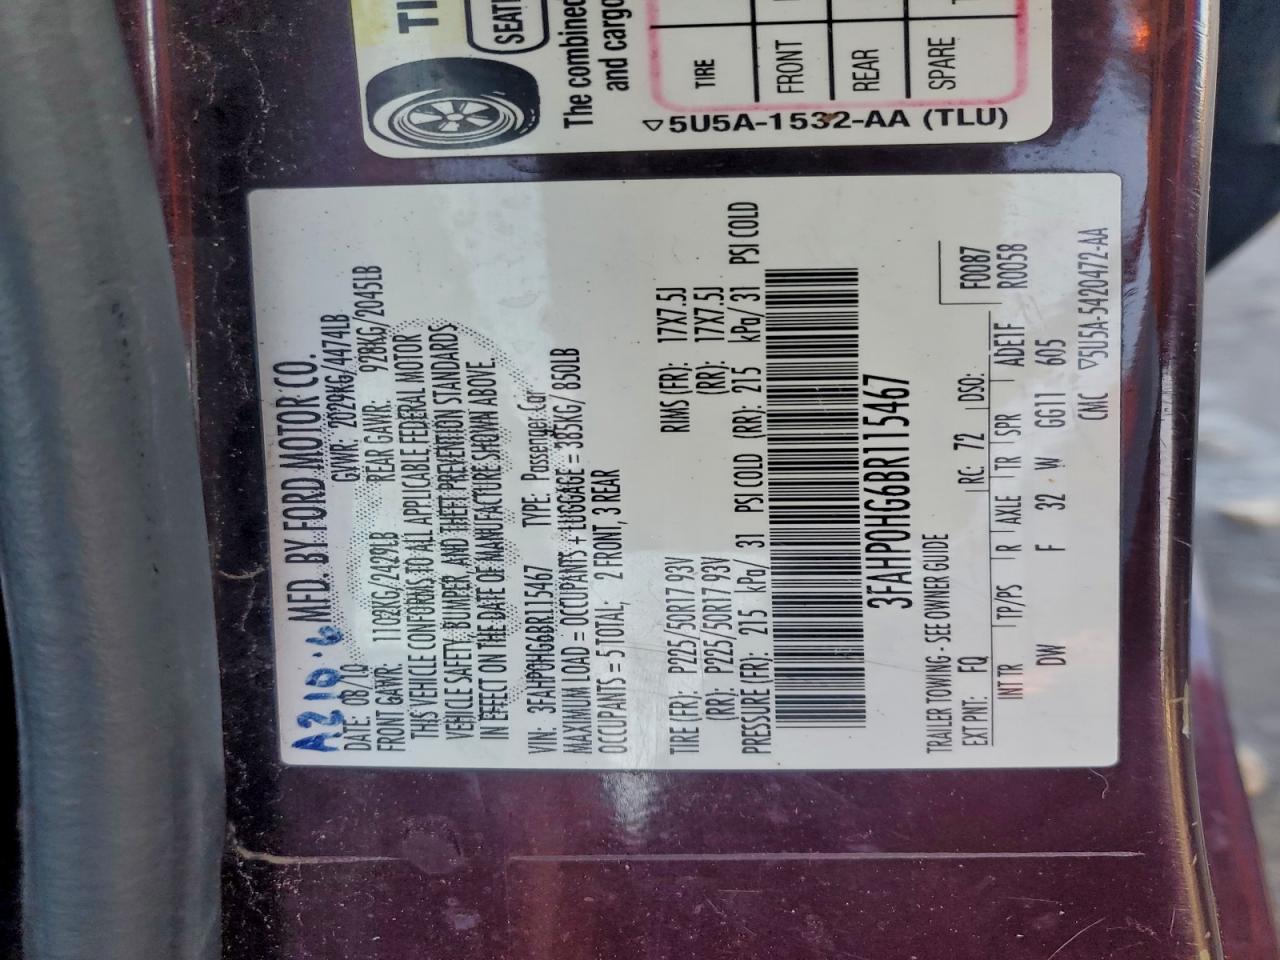 TI
SEATI
The combined
and cargo
TIRE
FRONT
REAR
SPARE
5U5A-1532-AA (TLU)
A210.6
MFD. BY FORD MOTOR CO.
DATE: 08/10 GVWR: 2029KG/4474LB
FRONT GAWR: 1102KG/2429LB REAR GAWR: 928KG/2045LB
THIS VEHICLE CONFORMS TO ALL APPLICABLE FEDERAL MOTOR
VEHICLE SAFETY, BUMPER, AND THEFT PREVENTION STANDARDS
IN EFFECT ON THE DATE OF MANUFACTURE SHOWN ABOVE.
VIN: 3FAHP0HG6BR115467 TYPE: Passenger Car
MAXIMUM LOAD = OCCUPANTS + LUGGAGE = 385KG/850LB
OCCUPANTS = 5 TOTAL; 2 FRONT, 3 REAR
TIRE (FR): P225/50R17 93V RIMS (FR): 17X7.5J
(RR): P225/50R17 93V (RR): 17X7.5J
PRESSURE (FR): 215 kPa/ 31 PSI COLD (RR): 215 kPa/ 31 PSI COLD
3FAHP0HG6BR115467
TRAILER TOWING - SEE OWNER GUIDE
EXT PNT: FQ RC: 72 DSO: F0087
INT TR TP/PS R AXLE TR SPR ADE1F R0058
DW F 32 W GG11 605
CMC ▽5U5A-5420472-AA